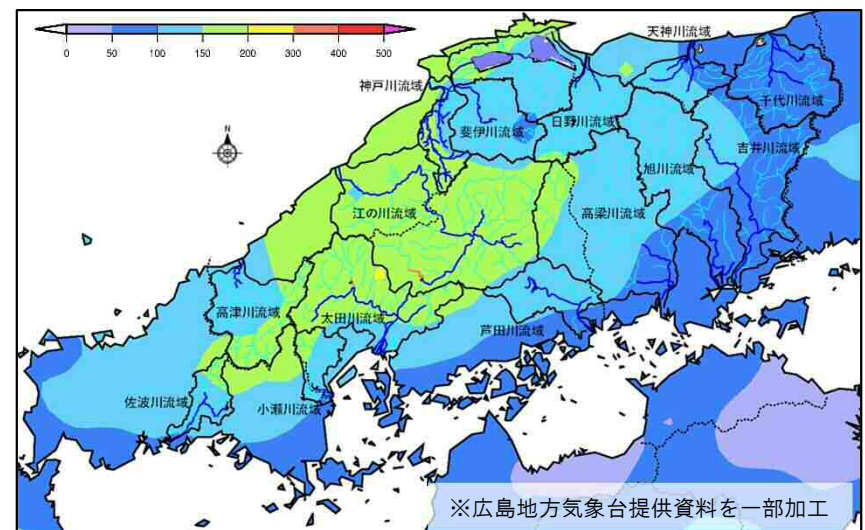 0 50 100 150 200 300 400 500
天神川流域
神戸川流域
千代川流域
N
斐伊川流域
日野川流域
吉井川流域
旭川流域
江の川流域
高梁川流域
高津川流域
太田川流域
芦田川流域
佐波川流域
小瀬川流域
※広島地方気象台提供資料を一部加工